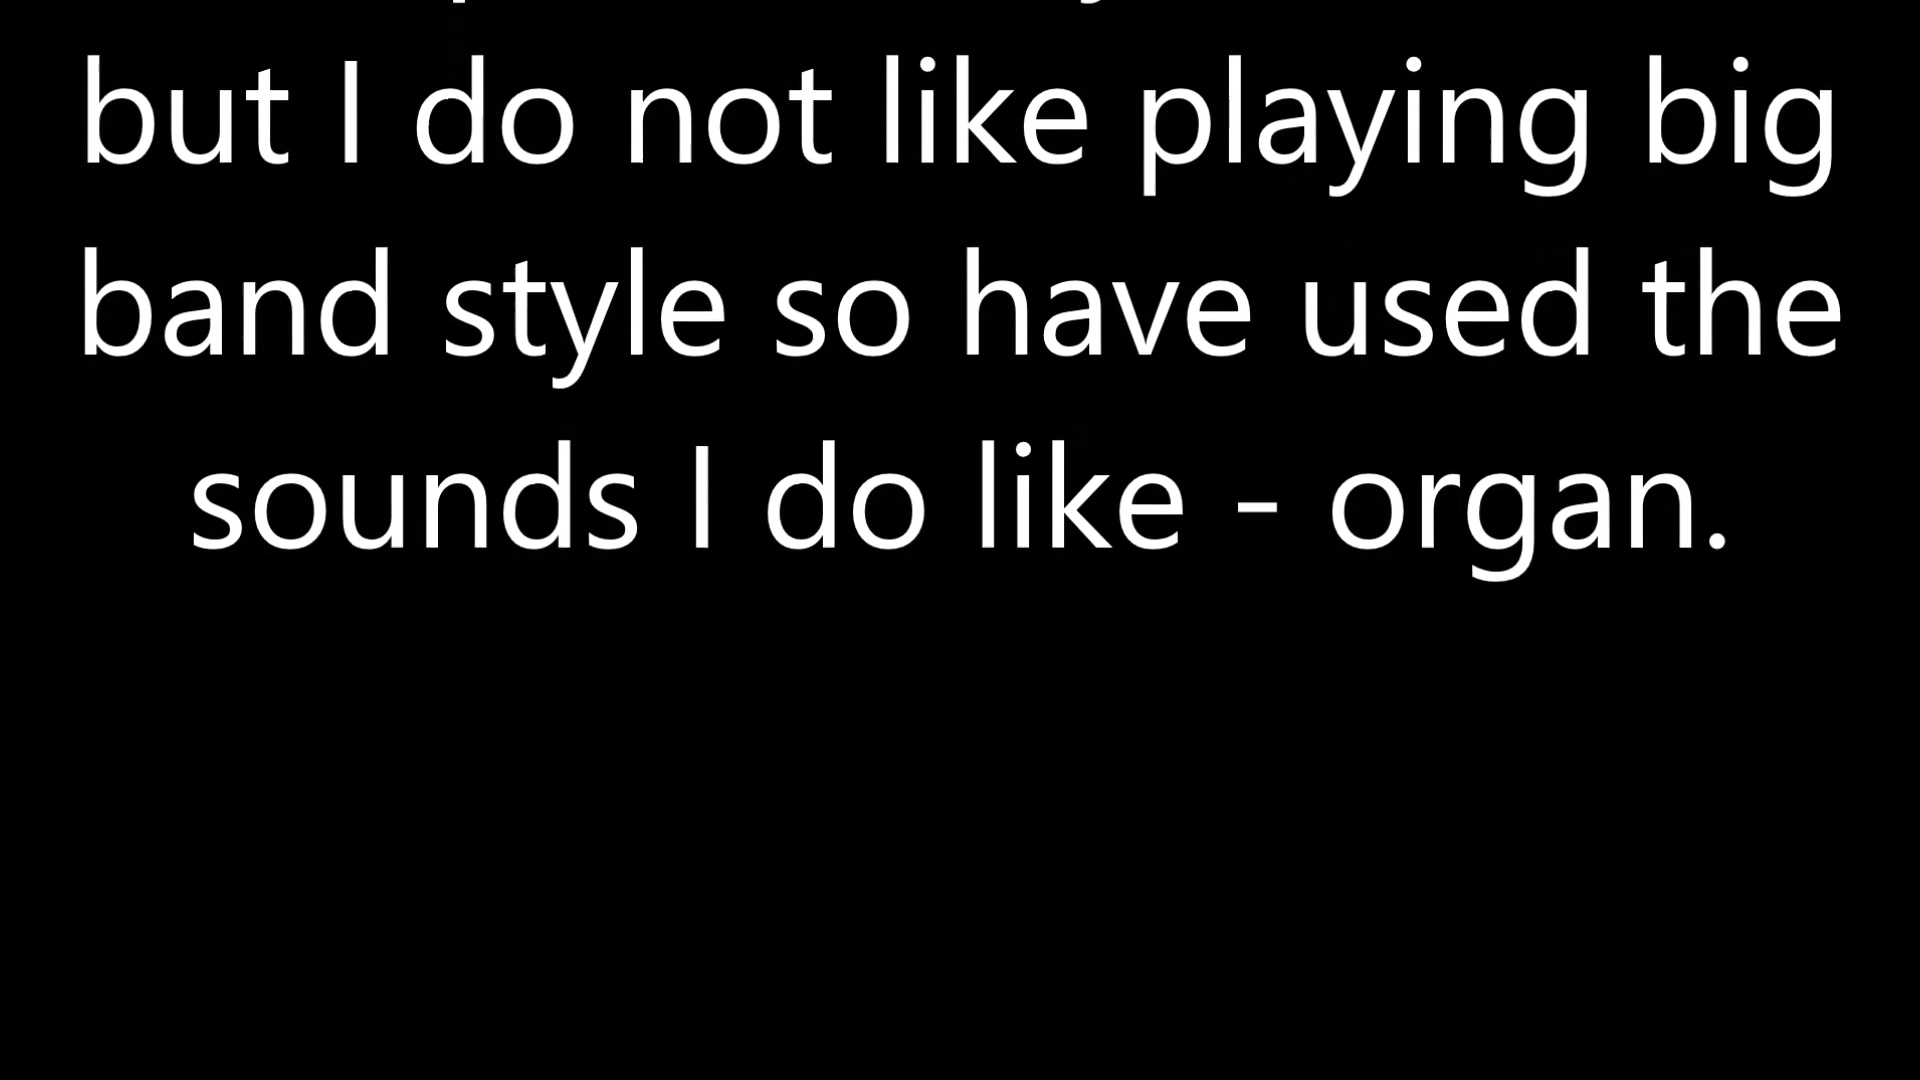 but I do not like playing big
band style so have used the
sounds I do like - organ.